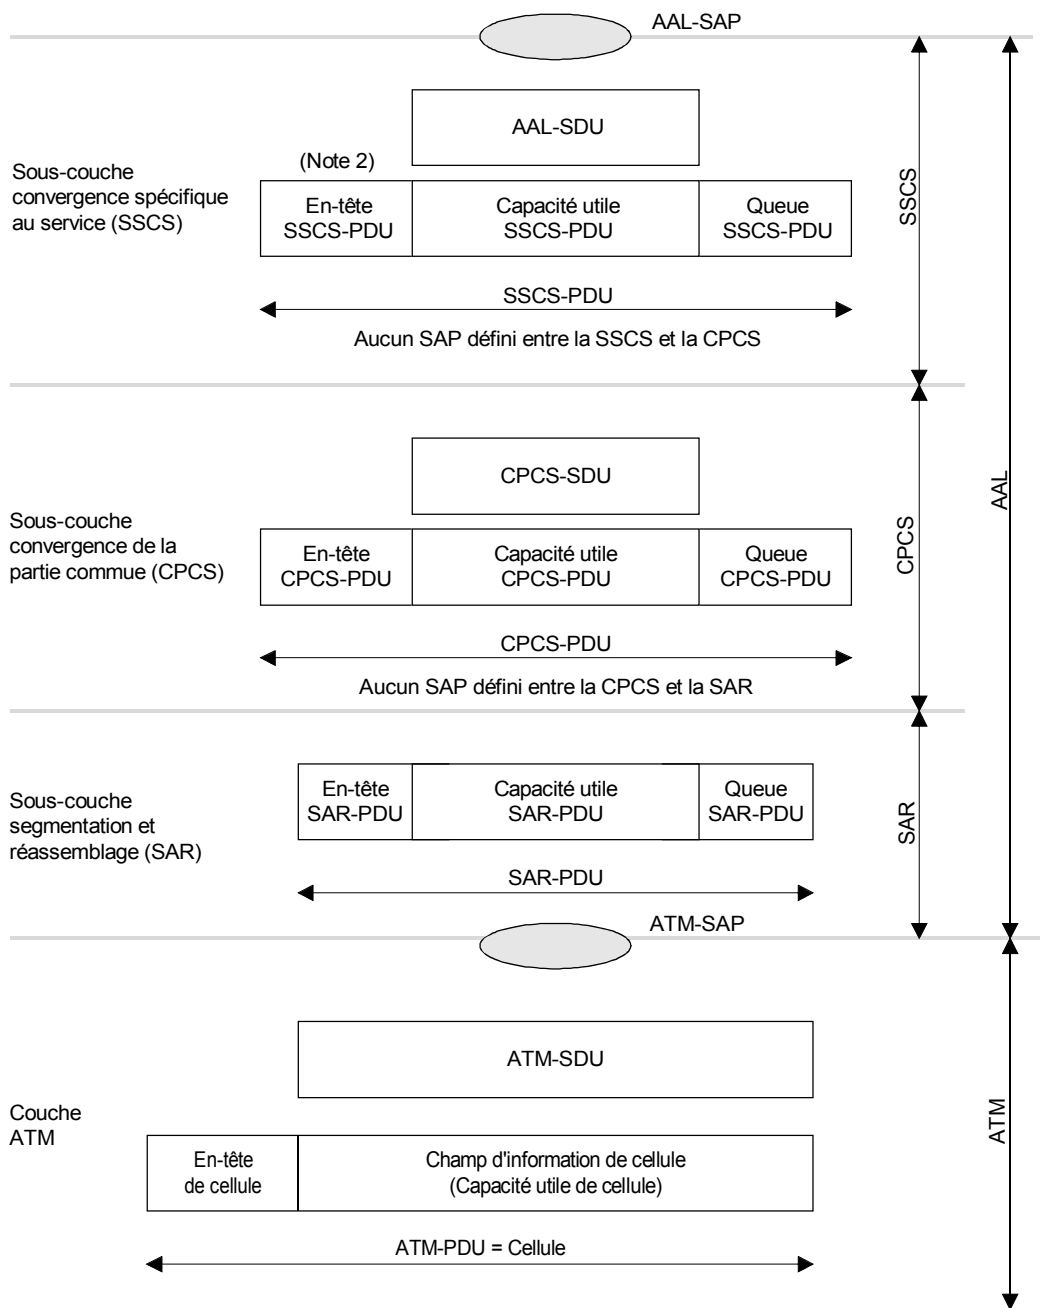 AAL-SAP
AAL-SDU
(Note 2)
Sous-couche
convergence spécifique
au service (SSCS)
En-tête
SSCS-PDU
Capacité utile
SSCS-PDU
Queue
SSCS-PDU
SSCS-PDU
Aucun SAP défini entre la SSCS et la CPCS
SSCS
CPCS-SDU
Sous-couche
convergence de la
partie commue (CPCS)
En-tête
CPCS-PDU
Capacité utile
CPCS-PDU
Queue
CPCS-PDU
CPCS-PDU
Aucun SAP défini entre la CPCS et la SAR
CPCS
AAL
Sous-couche
segmentation et
réassemblage (SAR)
En-tête
SAR-PDU
Capacité utile
SAR-PDU
Queue
SAR-PDU
SAR-PDU
SAR
ATM-SAP
ATM-SDU
Couche
ATM
En-tête
de cellule
Champ d'information de cellule
(Capacité utile de cellule)
ATM-PDU = Cellule
ATM